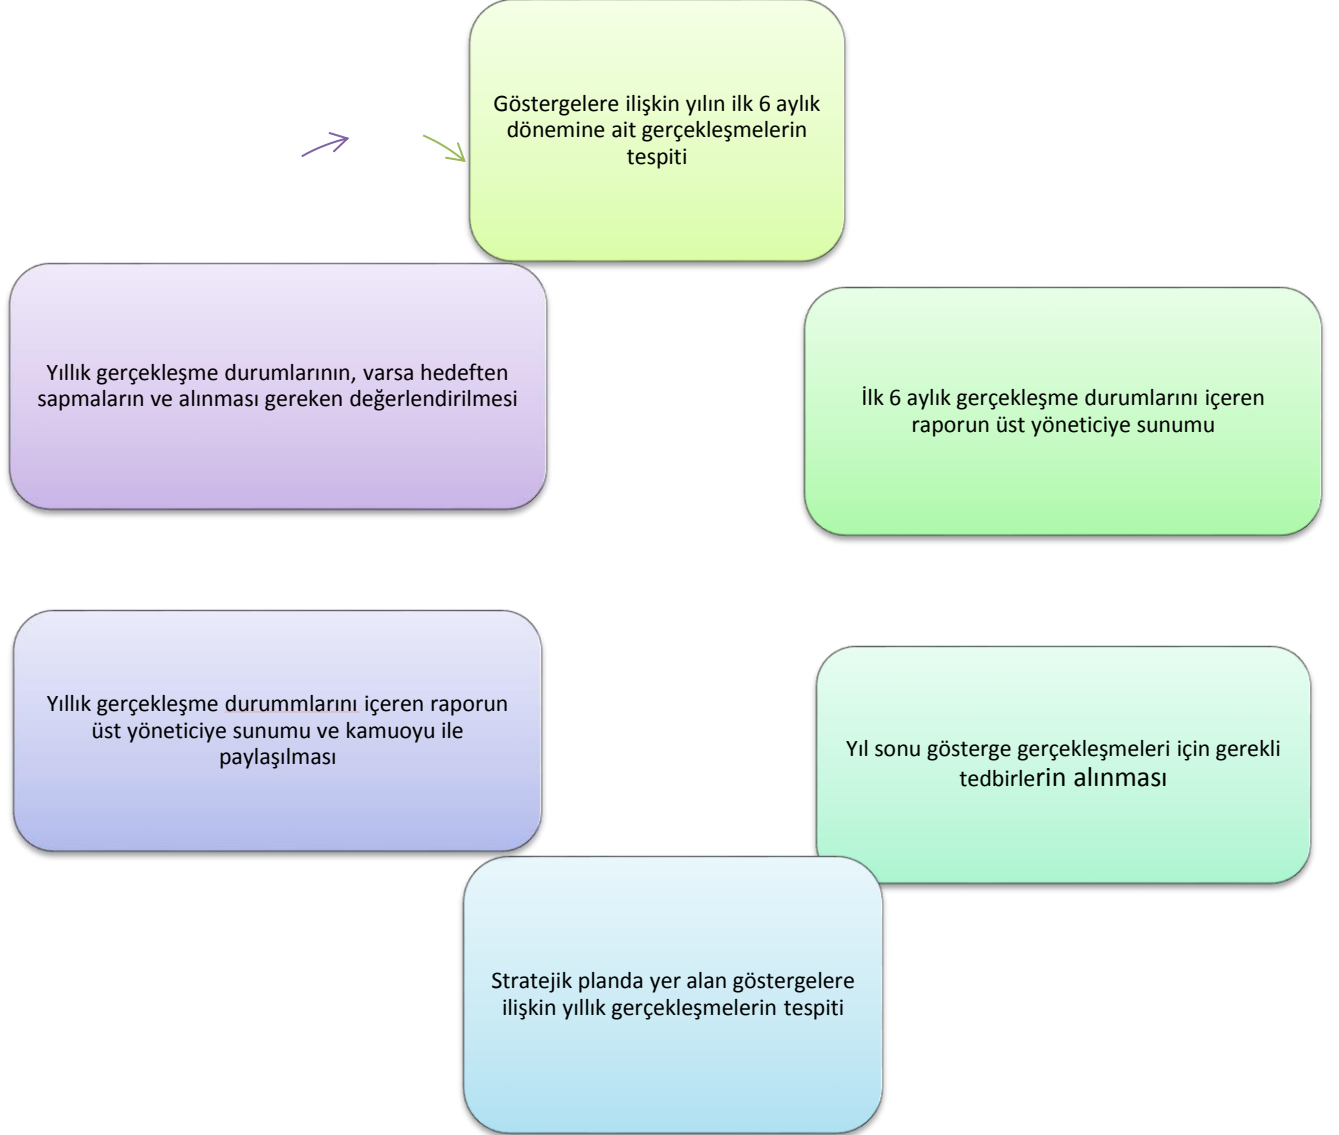 Göstergelere ilişkin yılın ilk 6 aylık
dönemine ait gerçekleşmelerin
tespiti
Yıllık gerçekleşme durumlarının, varsa hedeften
sapmaların ve alınması gereken değerlendirilmesi
İlk 6 aylık gerçekleşme durumlarını içeren
raporun üst yöneticiye sunumu
Yıllık gerçekleşme durummlarını içeren raporun
üst yöneticiye sunumu ve kamuoyu ile
paylaşılması
Yıl sonu gösterge gerçekleşmeleri için gerekli
tedbirlerin alınması
Stratejik planda yer alan göstergelere
ilişkin yıllık gerçekleşmelerin tespiti